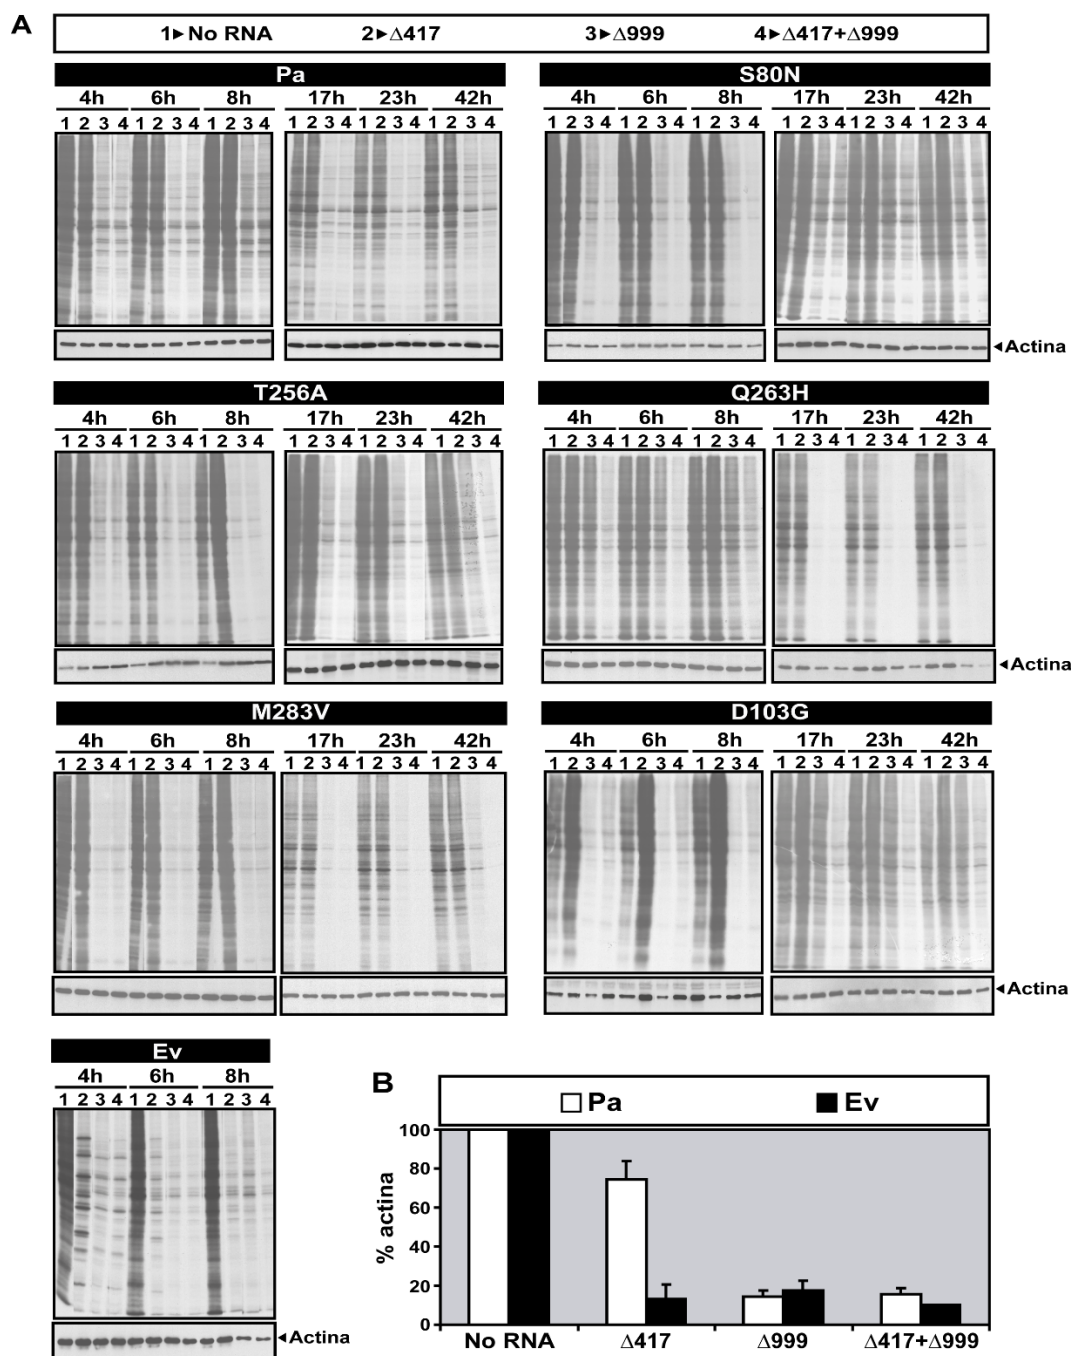 A
1►No RNA 2►Δ417 3►Δ999 4►Δ417+Δ999
Pa S80N
4h 6h 8h 17h 23h 42h 4h 6h 8h 17h 23h 42h
1 2 3 4 1 2 3 4 1 2 3 4 1 2 3 4 1 2 3 4 1 2 3 4 1 2 3 4 1 2 3 4 1 2 3 4 1 2 3 4 1 2 3 4 1 2 3 4
◄Actina
T256A Q263H
4h 6h 8h 17h 23h 42h 4h 6h 8h 17h 23h 42h
1 2 3 4 1 2 3 4 1 2 3 4 1 2 3 4 1 2 3 4 1 2 3 4 1 2 3 4 1 2 3 4 1 2 3 4 1 2 3 4 1 2 3 4 1 2 3 4
◄Actina
M283V D103G
4h 6h 8h 17h 23h 42h 4h 6h 8h 17h 23h 42h
1 2 3 4 1 2 3 4 1 2 3 4 1 2 3 4 1 2 3 4 1 2 3 4 1 2 3 4 1 2 3 4 1 2 3 4 1 2 3 4 1 2 3 4 1 2 3 4
◄Actina
Ev
4h 6h 8h
1 2 3 4 1 2 3 4 1 2 3 4
◄Actina
B
Pa Ev
% actina
100
80
60
40
20
0
No RNA Δ417 Δ999 Δ417+Δ999